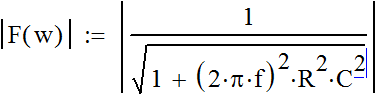 |F(w)| := |1 / √(1 + (2·π·f)²·R²·C²)|